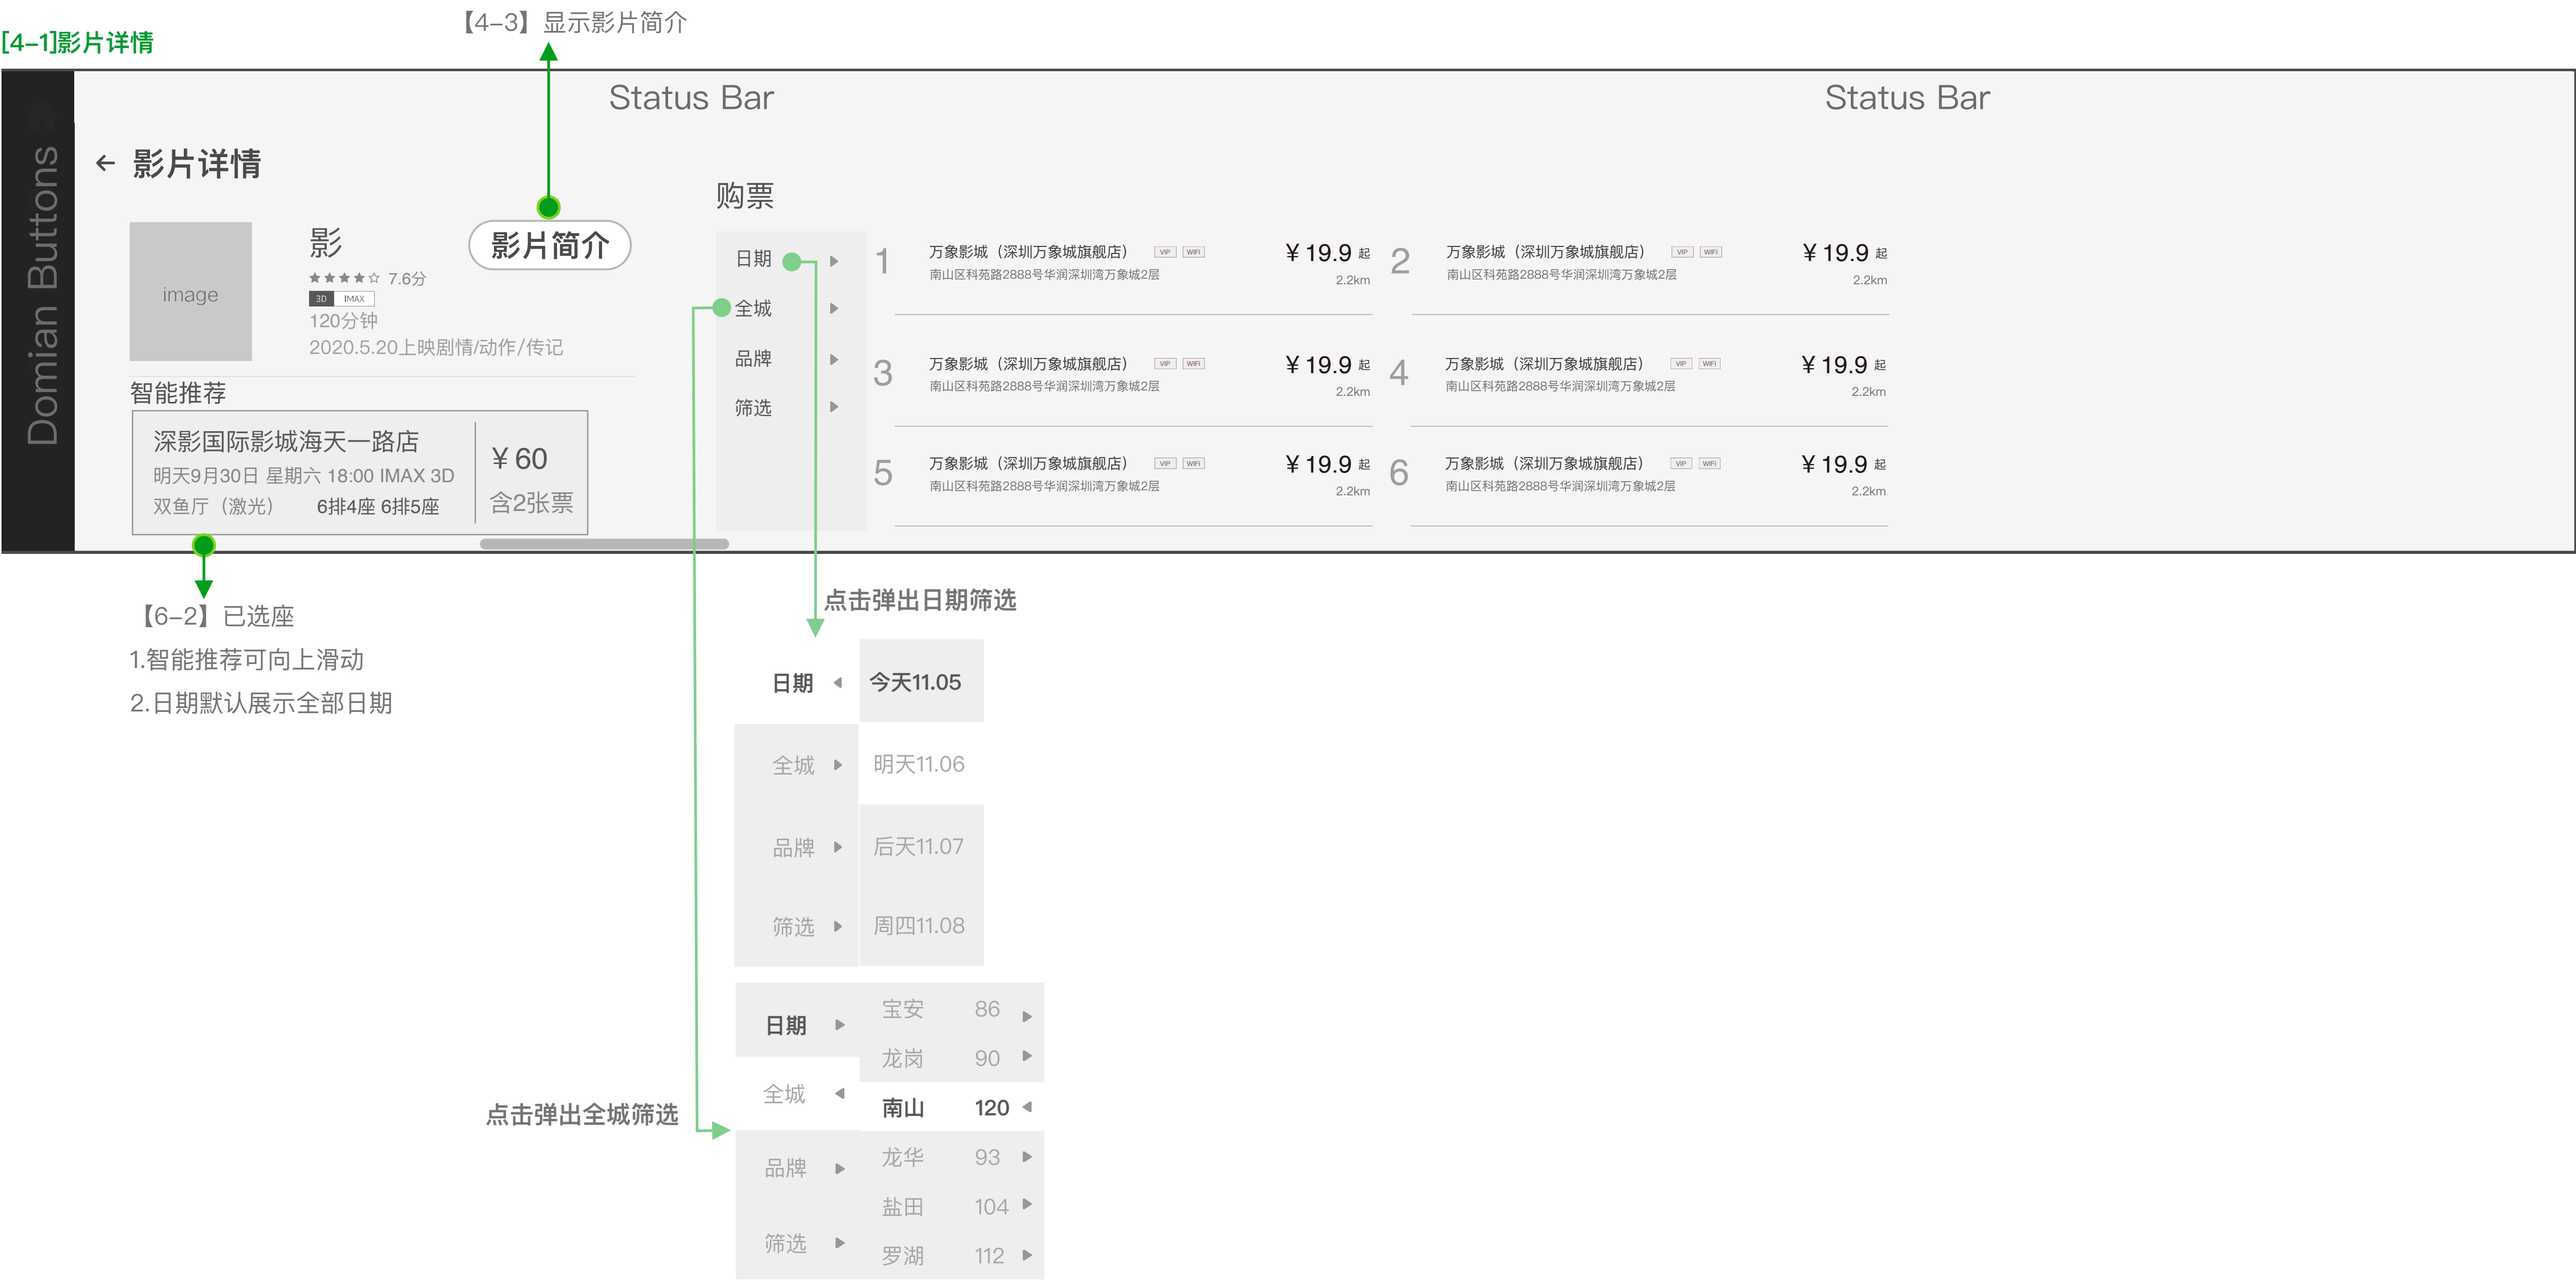 【4-3】显示影片简介
[4-1]影片详情
Status Bar
Status Bar
Domian Buttons
影片详情
购票
影
影片简介
7.6分
3D IMAX
image
120分钟
2020.5.20上映剧情/动作/传记
智能推荐
深影国际影城海天一路店
明天9月30日 星期六 18:00 IMAX 3D
双鱼厅（激光） 6排4座 6排5座
¥ 60
含2张票
日期
全城
品牌
筛选
1 万象影城（深圳万象城旗舰店） VIP WIFI ¥ 19.9 起
南山区科苑路2888号华润深圳湾万象城2层 2.2km
2 万象影城（深圳万象城旗舰店） VIP WIFI ¥ 19.9 起
南山区科苑路2888号华润深圳湾万象城2层 2.2km
3 万象影城（深圳万象城旗舰店） VIP WIFI ¥ 19.9 起
南山区科苑路2888号华润深圳湾万象城2层 2.2km
4 万象影城（深圳万象城旗舰店） VIP WIFI ¥ 19.9 起
南山区科苑路2888号华润深圳湾万象城2层 2.2km
5 万象影城（深圳万象城旗舰店） VIP WIFI ¥ 19.9 起
南山区科苑路2888号华润深圳湾万象城2层 2.2km
6 万象影城（深圳万象城旗舰店） VIP WIFI ¥ 19.9 起
南山区科苑路2888号华润深圳湾万象城2层 2.2km
【6-2】已选座
1.智能推荐可向上滑动
2.日期默认展示全部日期
点击弹出日期筛选
日期 今天11.05
全城 明天11.06
品牌 后天11.07
筛选 周四11.08
点击弹出全城筛选
日期
全城
品牌
筛选
宝安 86
龙岗 90
南山 120
龙华 93
盐田 104
罗湖 112